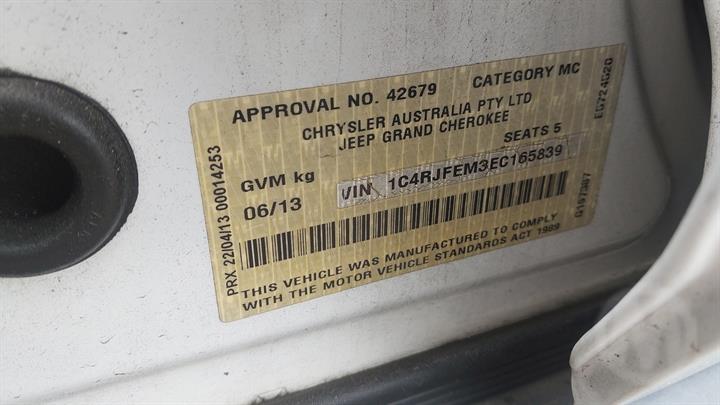 APPROVAL NO. 42679 CATEGORY MC
CHRYSLER AUSTRALIA PTY LTD
JEEP GRAND CHEROKEE
SEATS 5
GVM kg
06/13
VIN 1C4RJFEM3EC165839
THIS VEHICLE WAS MANUFACTURED TO COMPLY
WITH THE MOTOR VEHICLE STANDARDS ACT 1989
PRX 22/04/13 00014253